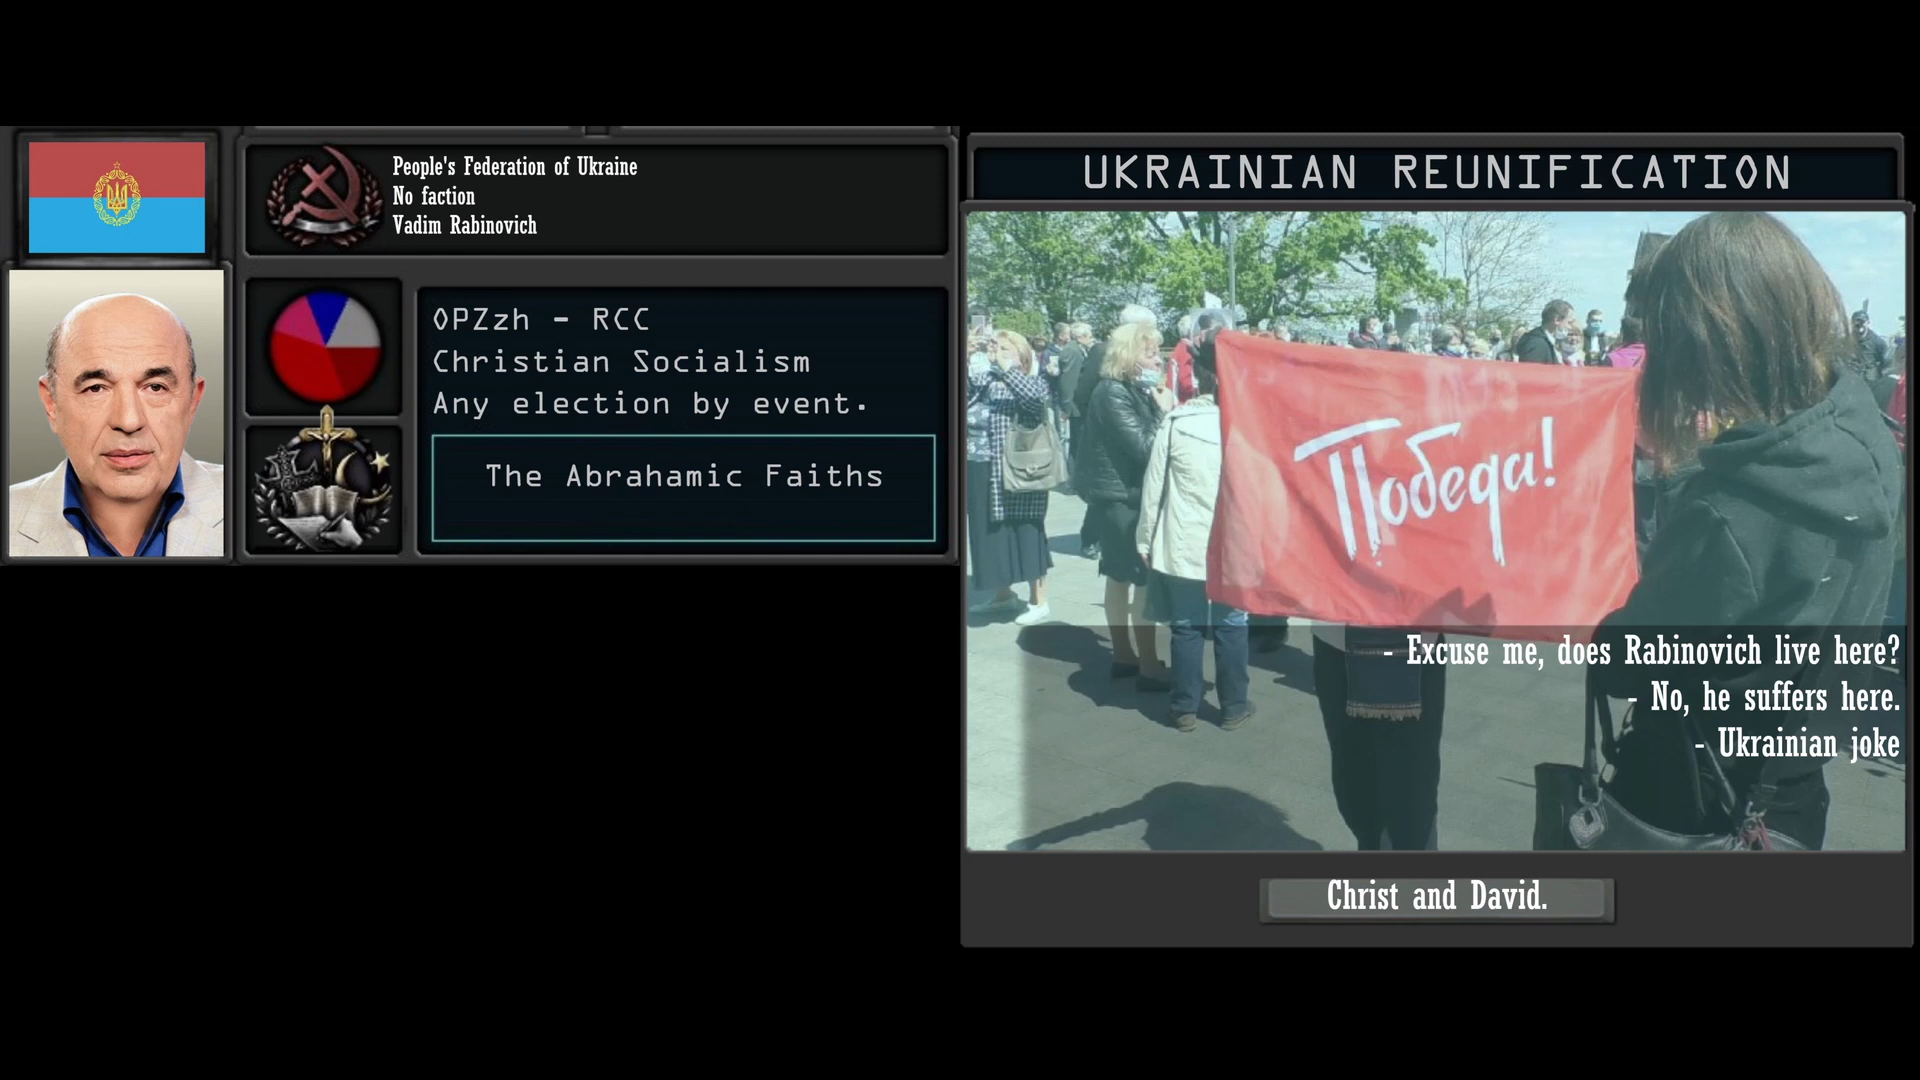 People's Federation of Ukraine
No faction
Vadim Rabinovich
OPZzh - RCC
Christian Socialism
Any election by event.
The Abrahamic Faiths
UKRAINIAN REUNIFICATION
Победа!
- Excuse me, does Rabinovich live here?
- No, he suffers here.
- Ukrainian joke
Christ and David.